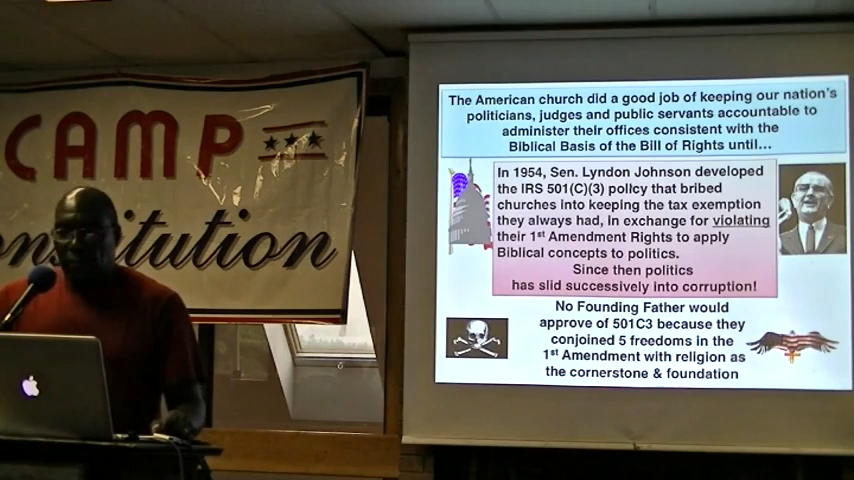 CAMP
onstitution
The American church did a good job of keeping our nation's
politicians, judges and public servants accountable to
administer their offices consistent with the
Biblical Basis of the Bill of Rights until...
In 1954, Sen. Lyndon Johnson developed
the IRS 501(C)(3) policy that bribed
churches into keeping the tax exemption
they always had, in exchange for violating
their 1st Amendment Rights to apply
Biblical concepts to politics.
Since then politics
has slid successively into corruption!
No Founding Father would
approve of 501C3 because they
conjoined 5 freedoms in the
1st Amendment with religion as
the cornerstone & foundation